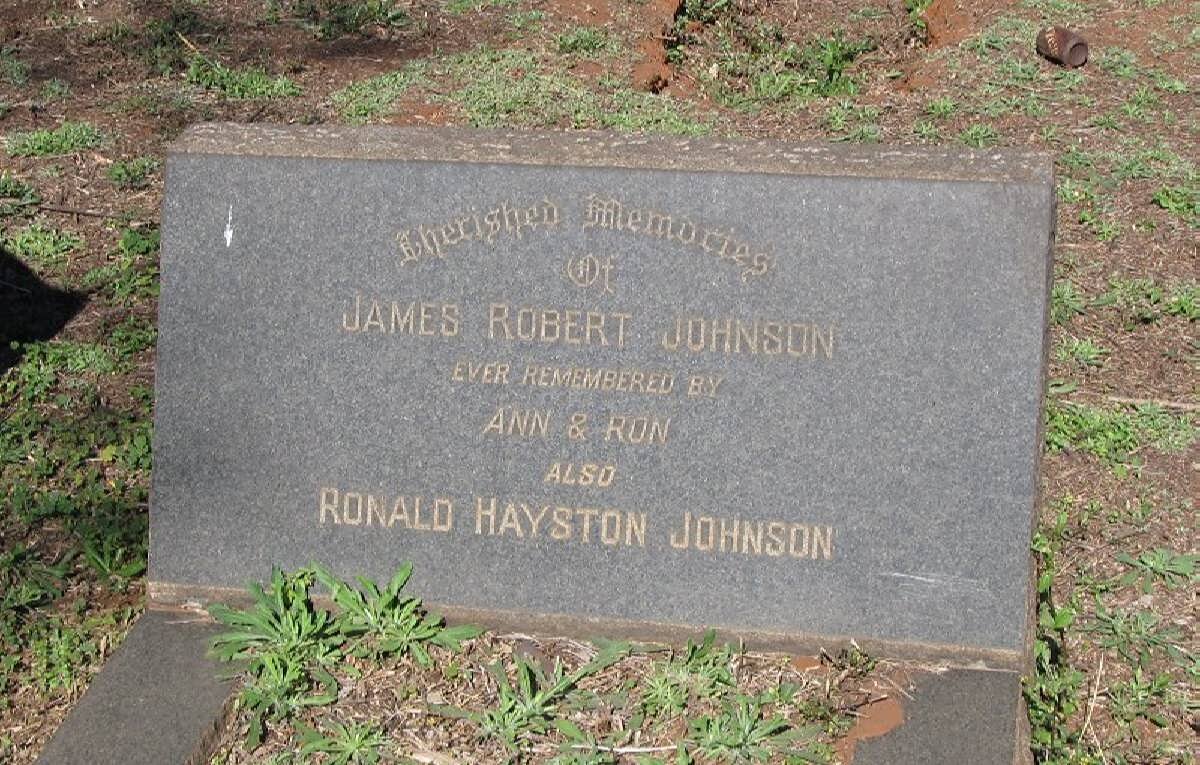 Cherished Memories
Of
JAMES ROBERT JOHNSON
EVER REMEMBERED BY
ANN & RON
ALSO
RONALD HAYSTON JOHNSON